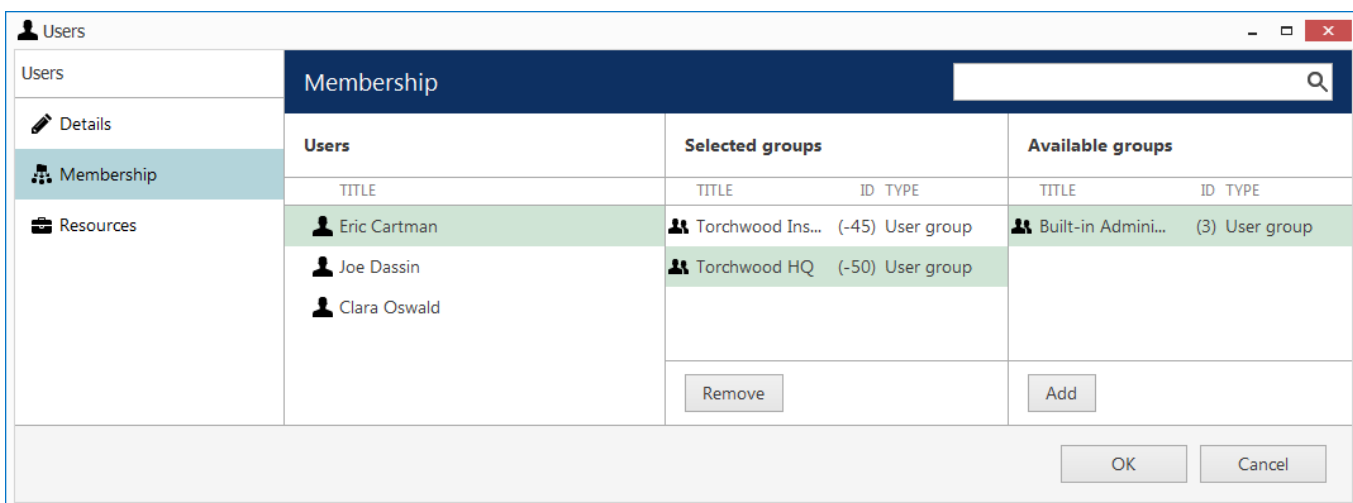 Users
Users
Details
Membership
Resources
Membership
Users
TITLE
Eric Cartman
Joe Dassin
Clara Oswald
Selected groups
TITLE ID TYPE
Torchwood Ins... (-45) User group
Torchwood HQ (-50) User group
Remove
Available groups
TITLE ID TYPE
Built-in Admini... (3) User group
Add
OK Cancel